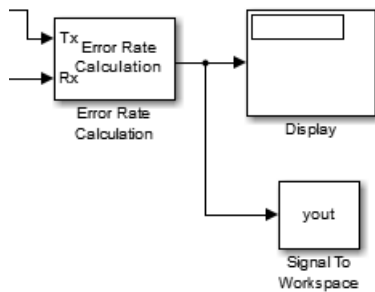 Tx
Error Rate
Calculation
Rx
Error Rate
Calculation
Display
yout
Signal To
Workspace